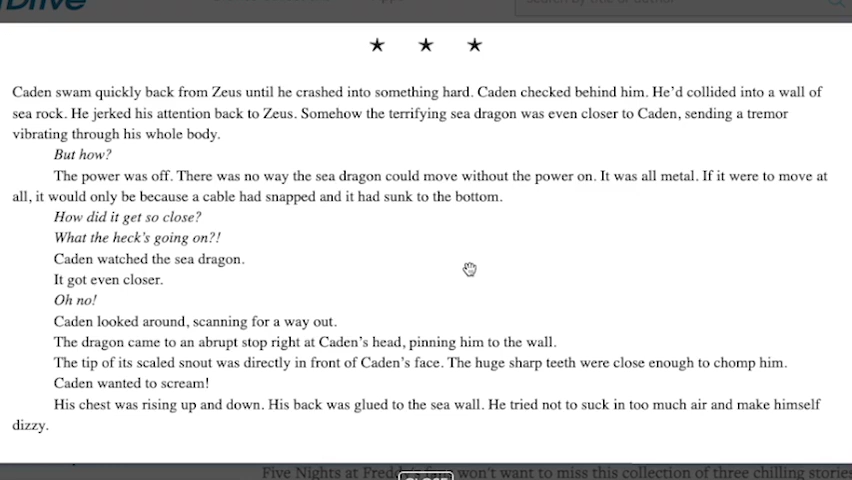 ★ ★ ★
Caden swam quickly back from Zeus until he crashed into something hard. Caden checked behind him. He’d collided into a wall of
sea rock. He jerked his attention back to Zeus. Somehow the terrifying sea dragon was even closer to Caden, sending a tremor
vibrating through his whole body.
But how?
The power was off. There was no way the sea dragon could move without the power on. It was all metal. If it were to move at
all, it would only be because a cable had snapped and it had sunk to the bottom.
How did it get so close?
What the heck’s going on?!
Caden watched the sea dragon.
It got even closer.
Oh no!
Caden looked around, scanning for a way out.
The dragon came to an abrupt stop right at Caden’s head, pinning him to the wall.
The tip of its scaled snout was directly in front of Caden’s face. The huge sharp teeth were close enough to chomp him.
Caden wanted to scream!
His chest was rising up and down. His back was glued to the sea wall. He tried not to suck in too much air and make himself
dizzy.
Five Nights at Freddy's fans won't want to miss this collection of three chilling stories
CLOSE